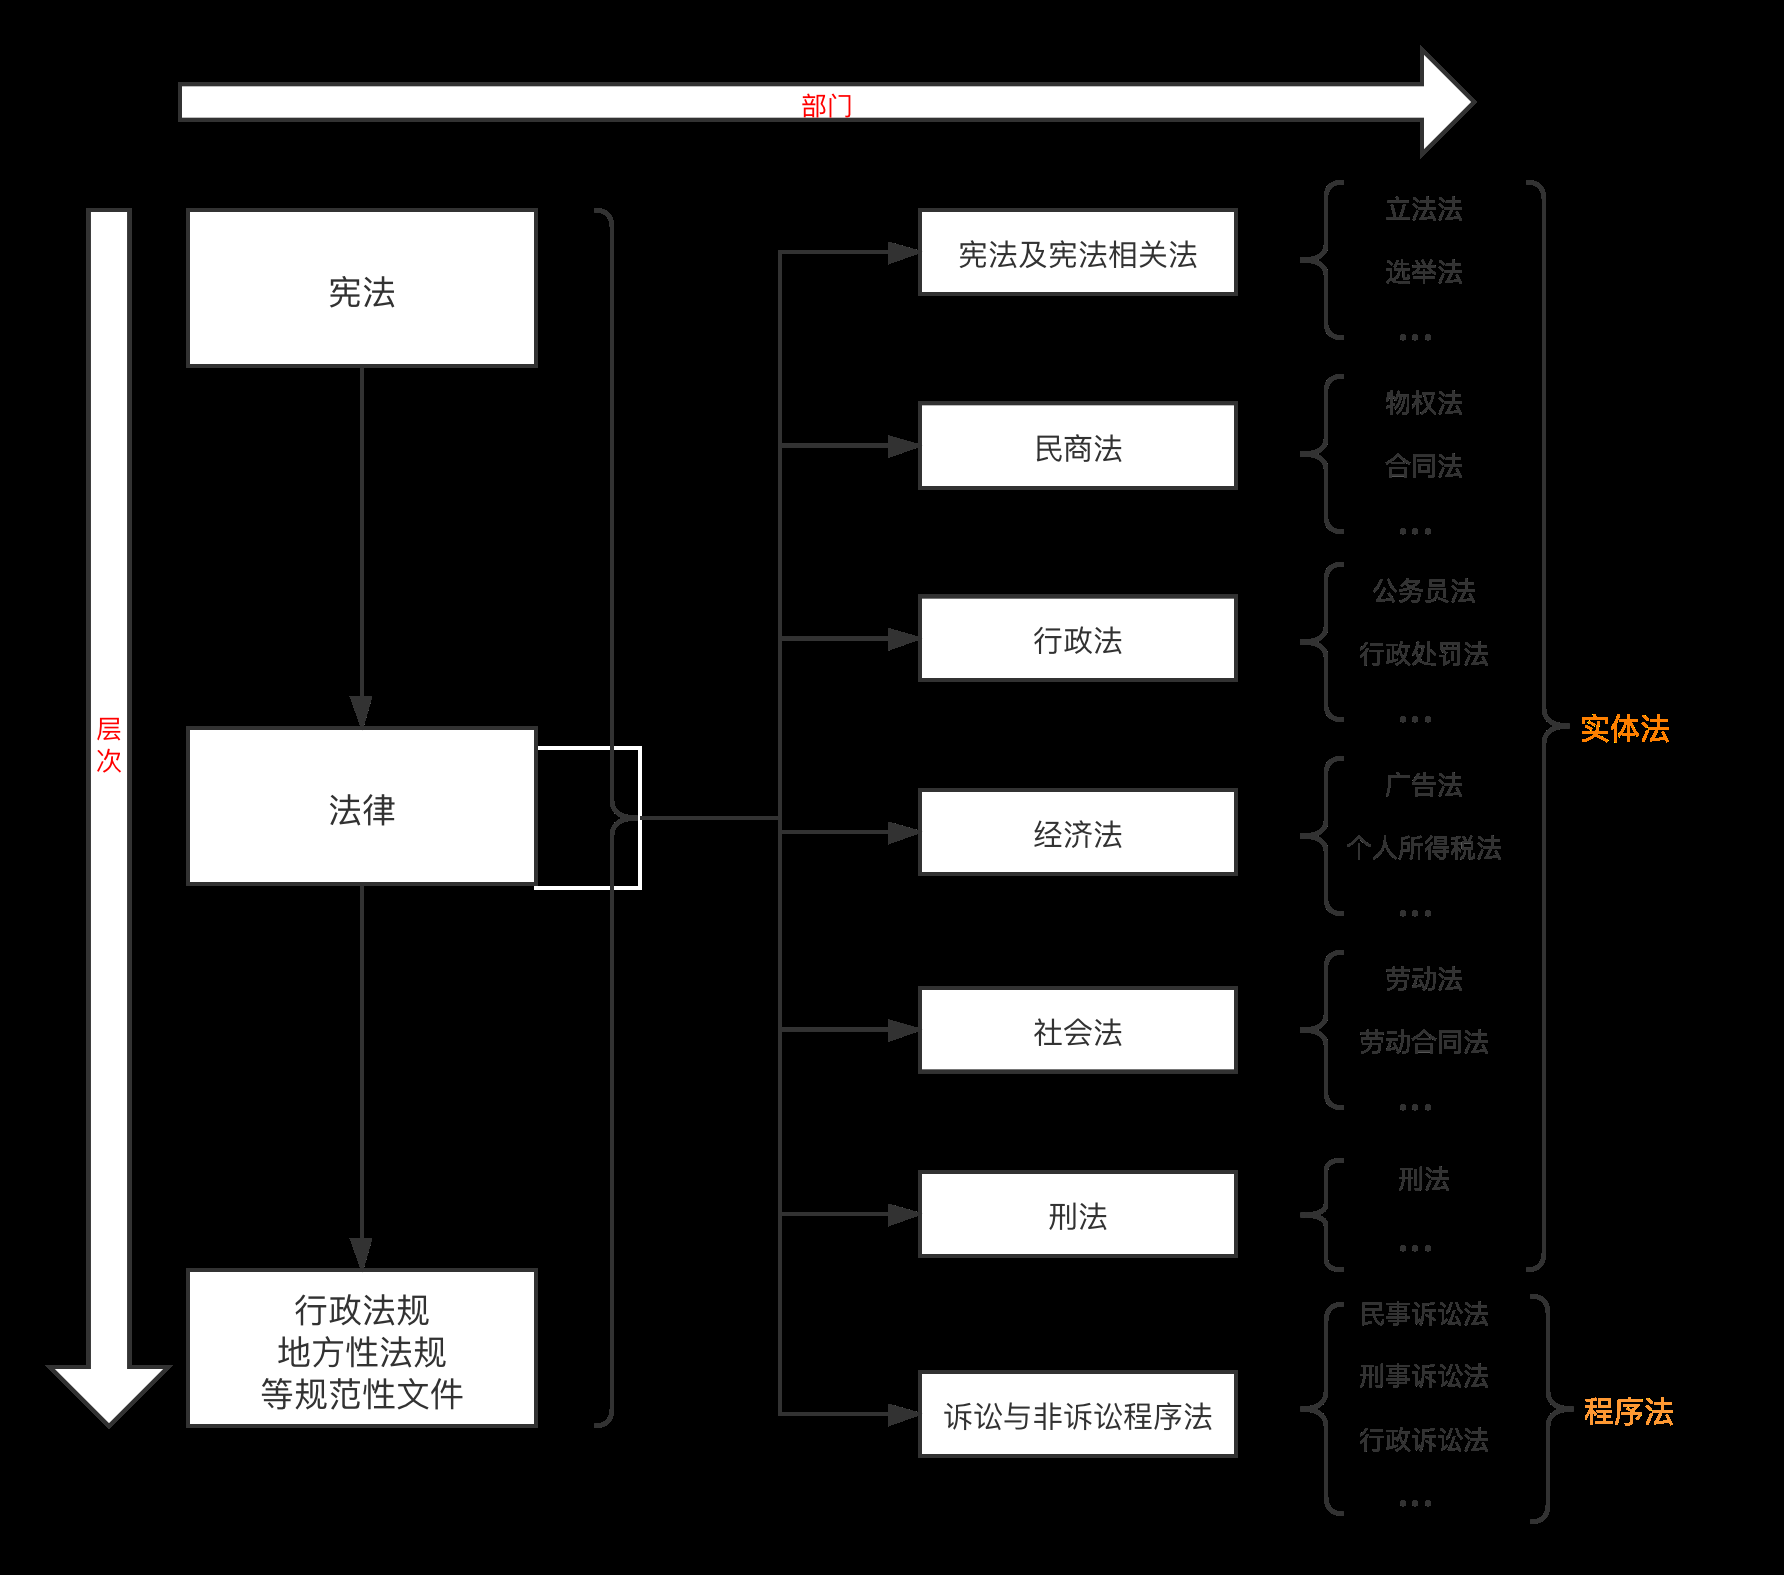 部门
层
次
宪法
法律
行政法规
地方性法规
等规范性文件
宪法及宪法相关法
立法法
选举法
...
民商法
物权法
合同法
...
行政法
公务员法
行政处罚法
...
经济法
广告法
个人所得税法
...
社会法
劳动法
劳动合同法
...
刑法
刑法
...
诉讼与非诉讼程序法
民事诉讼法
刑事诉讼法
行政诉讼法
...
实体法
程序法